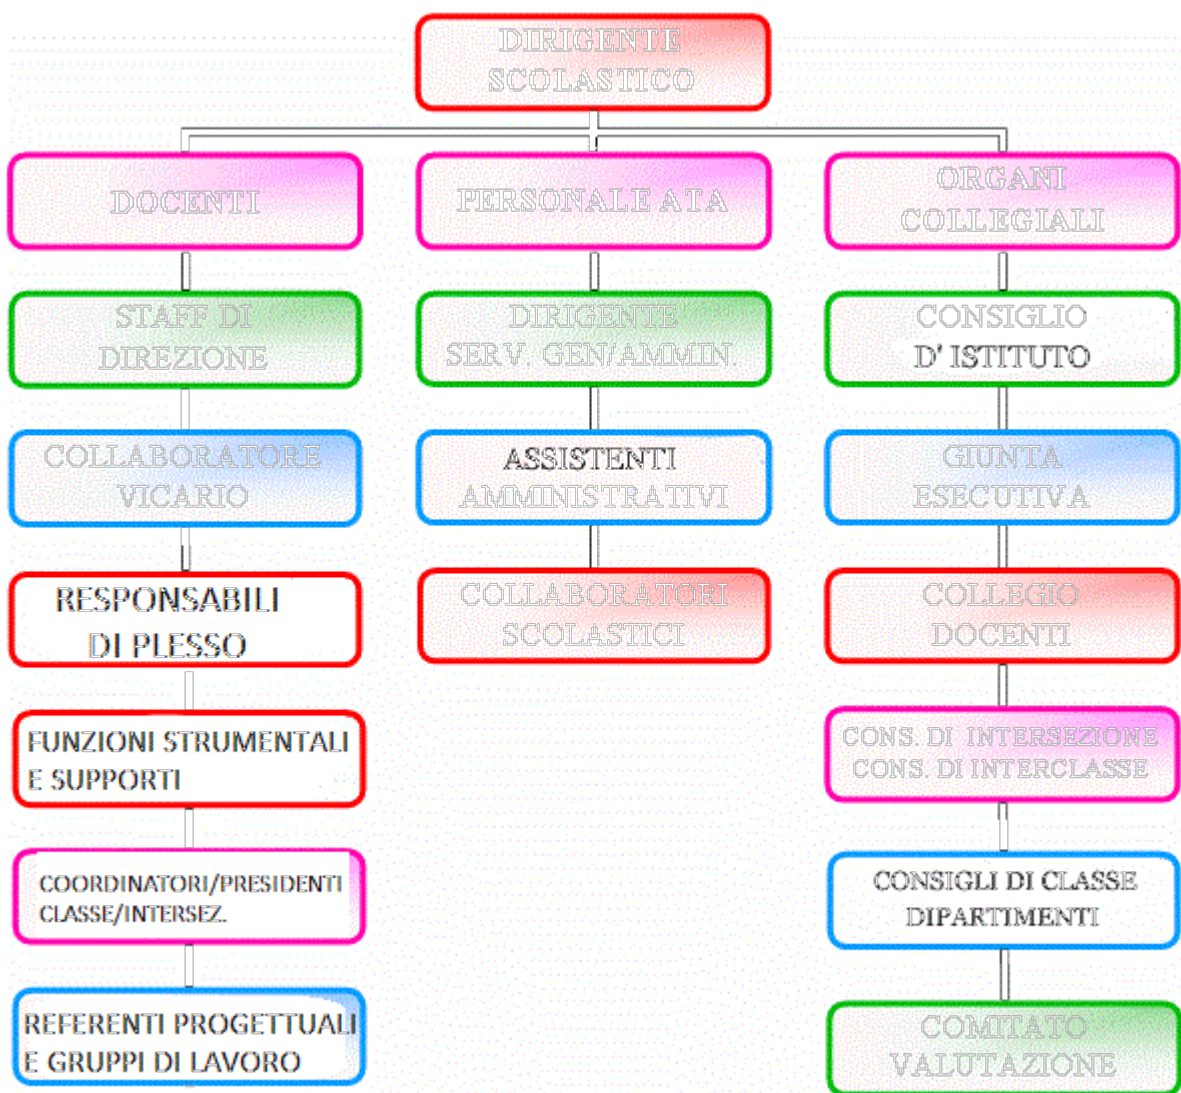 DIRIGENTE
SCOLASTICO
DOCENTI
PERSONALE ATA
ORGANI
COLLEGIALI
STAFF DI
DIREZIONE
DIRIGENTE
SERV. GEN/AMMIN.
CONSIGLIO
D' ISTITUTO
COLLABORATORE
VICARIO
ASSISTENTI
AMMINISTRATIVI
GIUNTA
ESECUTIVA
RESPONSABILI
DI PLESSO
COLLABORATORI
SCOLASTICI
COLLEGIO
DOCENTI
FUNZIONI STRUMENTALI
E SUPPORTI
CONS. DI INTERSEZIONE
CONS. DI INTERCLASSE
COORDINATORI/PRESIDENTI
CLASSE/INTERSEZ.
CONSIGLI DI CLASSE
DIPARTIMENTI
REFERENTI PROGETTUALI
E GRUPPI DI LAVORO
COMITATO
VALUTAZIONE